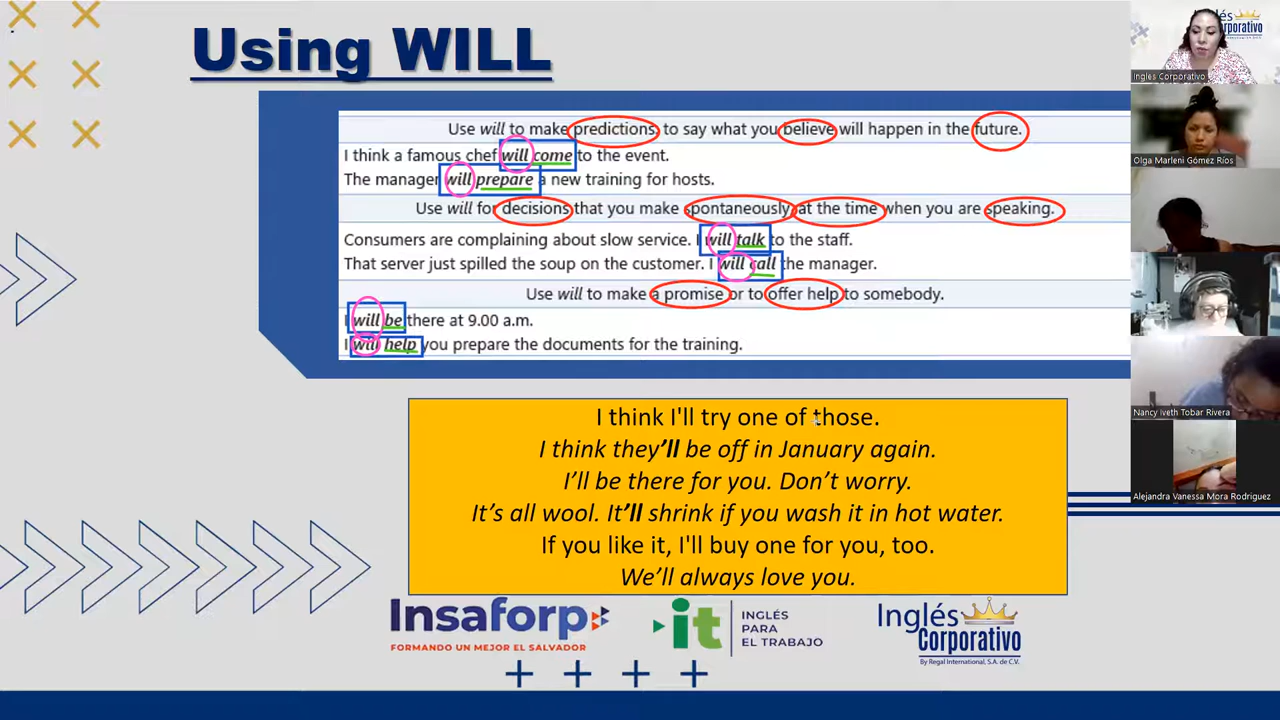 Using WILL
Use will to make predictions, to say what you believe will happen in the future.
I think a famous chef will come to the event.
The manager will prepare a new training for hosts.
Use will for decisions that you make spontaneously at the time when you are speaking.
Consumers are complaining about slow service. I will talk to the staff.
That server just spilled the soup on the customer. I will call the manager.
Use will to make a promise or to offer help to somebody.
I will be there at 9.00 a.m.
I will help you prepare the documents for the training.
I think I'll try one of those.
I think they'll be off in January again.
I'll be there for you. Don't worry.
It's all wool. It'll shrink if you wash it in hot water.
If you like it, I'll buy one for you, too.
We'll always love you.
Insaforp
FORMANDO UN MEJOR EL SALVADOR
it
INGLÉS
PARA
EL TRABAJO
Inglés
Corporativo
By Regal International, S.A. de C.V.
Ingles Corporativo
Olga Marleni Gómez Ríos
Nancy Iveth Tobar Rivera
Alejandra Vanessa Mora Rodriguez